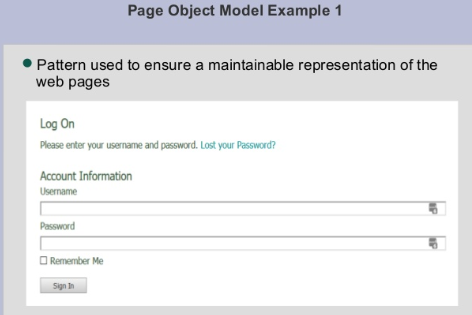 Page Object Model Example 1
Pattern used to ensure a maintainable representation of the
web pages
Log On
Please enter your username and password. Lost your Password?
Account Information
Username
Password
Remember Me
Sign In